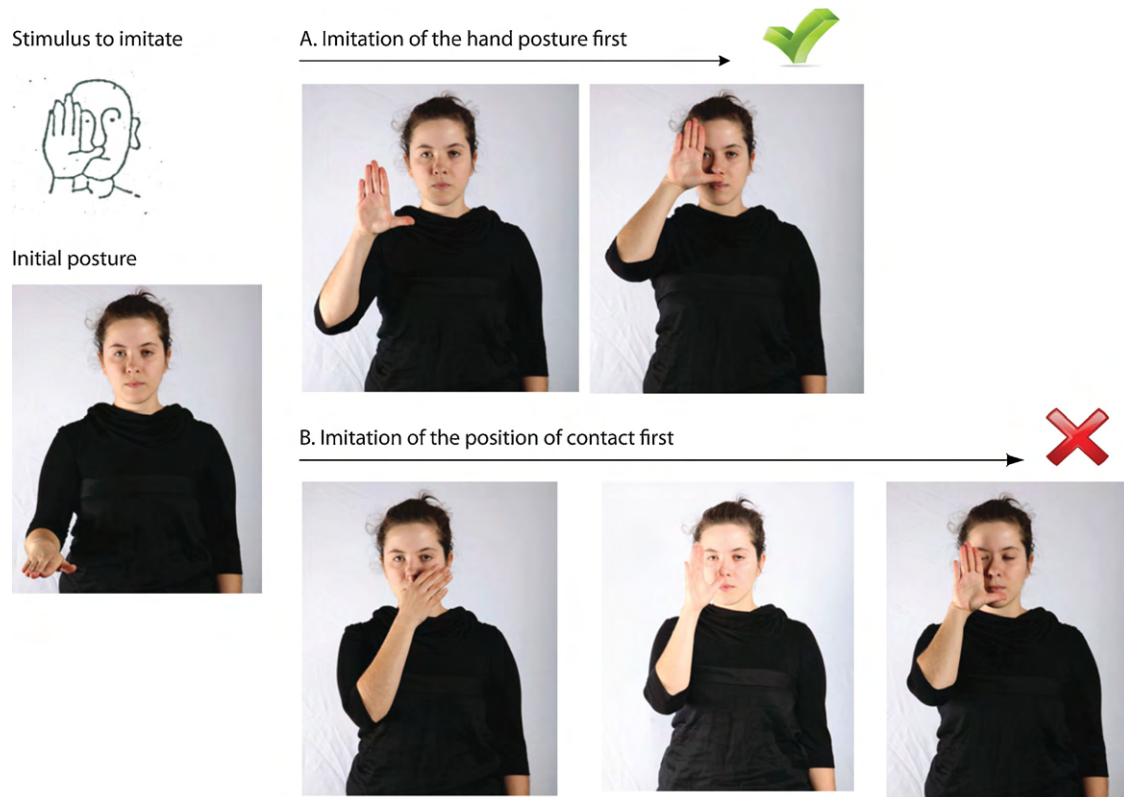 Stimulus to imitate
A. Imitation of the hand posture first
Initial posture
B. Imitation of the position of contact first